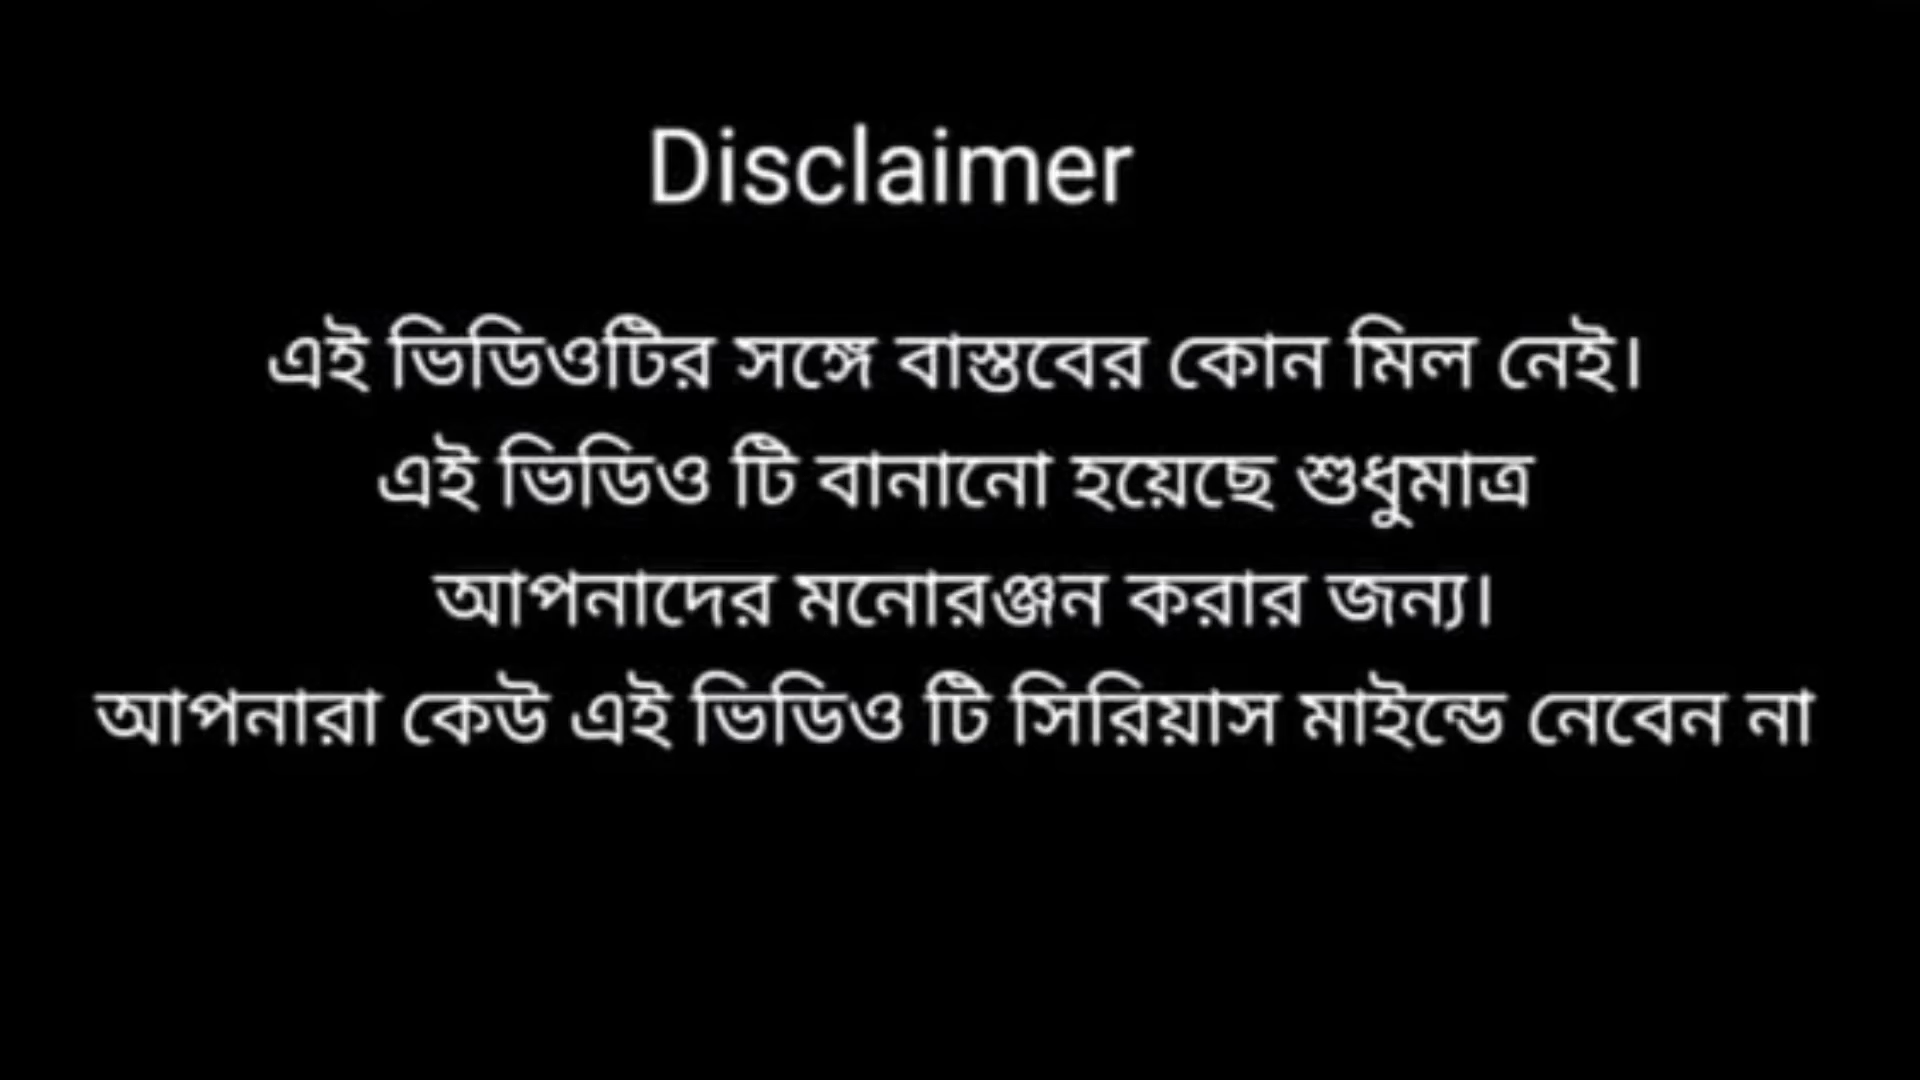 Disclaimer
এই ভিডিওটির সঙ্গে বাস্তবের কোন মিল নেই।
এই ভিডিও টি বানানো হয়েছে শুধুমাত্র
আপনাদের মনোরঞ্জন করার জন্য।
আপনারা কেউ এই ভিডিও টি সিরিয়াস মাইন্ডে নেবেন না